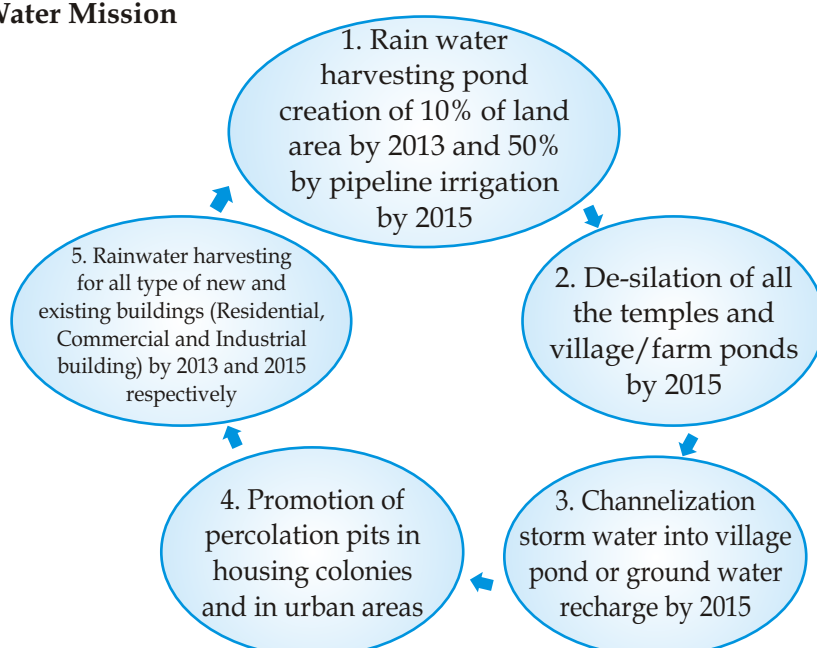 Water Mission
1. Rain water
harvesting pond
creation of 10% of land
area by 2013 and 50%
by pipeline irrigation
by 2015
2. De-silation of all
the temples and
village/farm ponds
by 2015
3. Channelization
storm water into village
pond or ground water
recharge by 2015
4. Promotion of
percolation pits in
housing colonies
and in urban areas
5. Rainwater harvesting
for all type of new and
existing buildings (Residential,
Commercial and Industrial
building) by 2013 and 2015
respectively